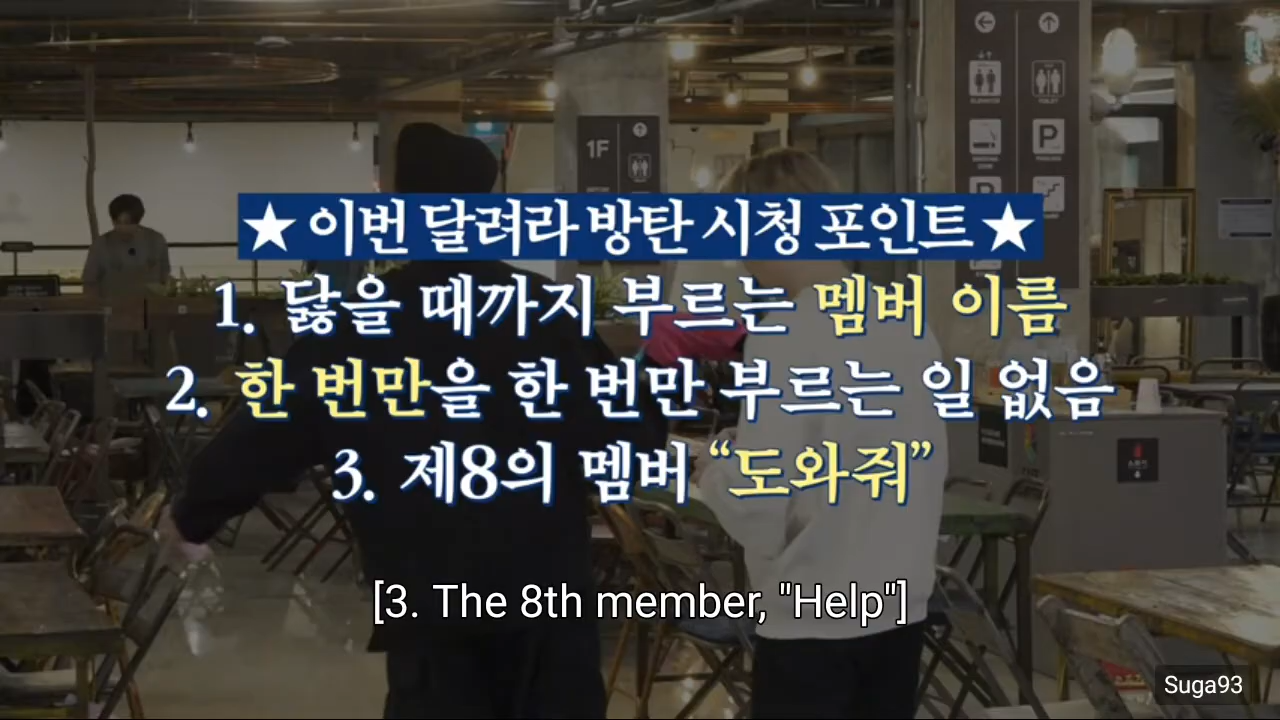 1F
ELEVATOR
TOILET
P
★ 이번 달려라 방탄 시청 포인트 ★
1. 닳을 때까지 부르는 멤버 이름
2. 한 번만을 한 번만 부르는 일 없음
3. 제8의 멤버 “도와줘”
[3. The 8th member, "Help"]
Suga93